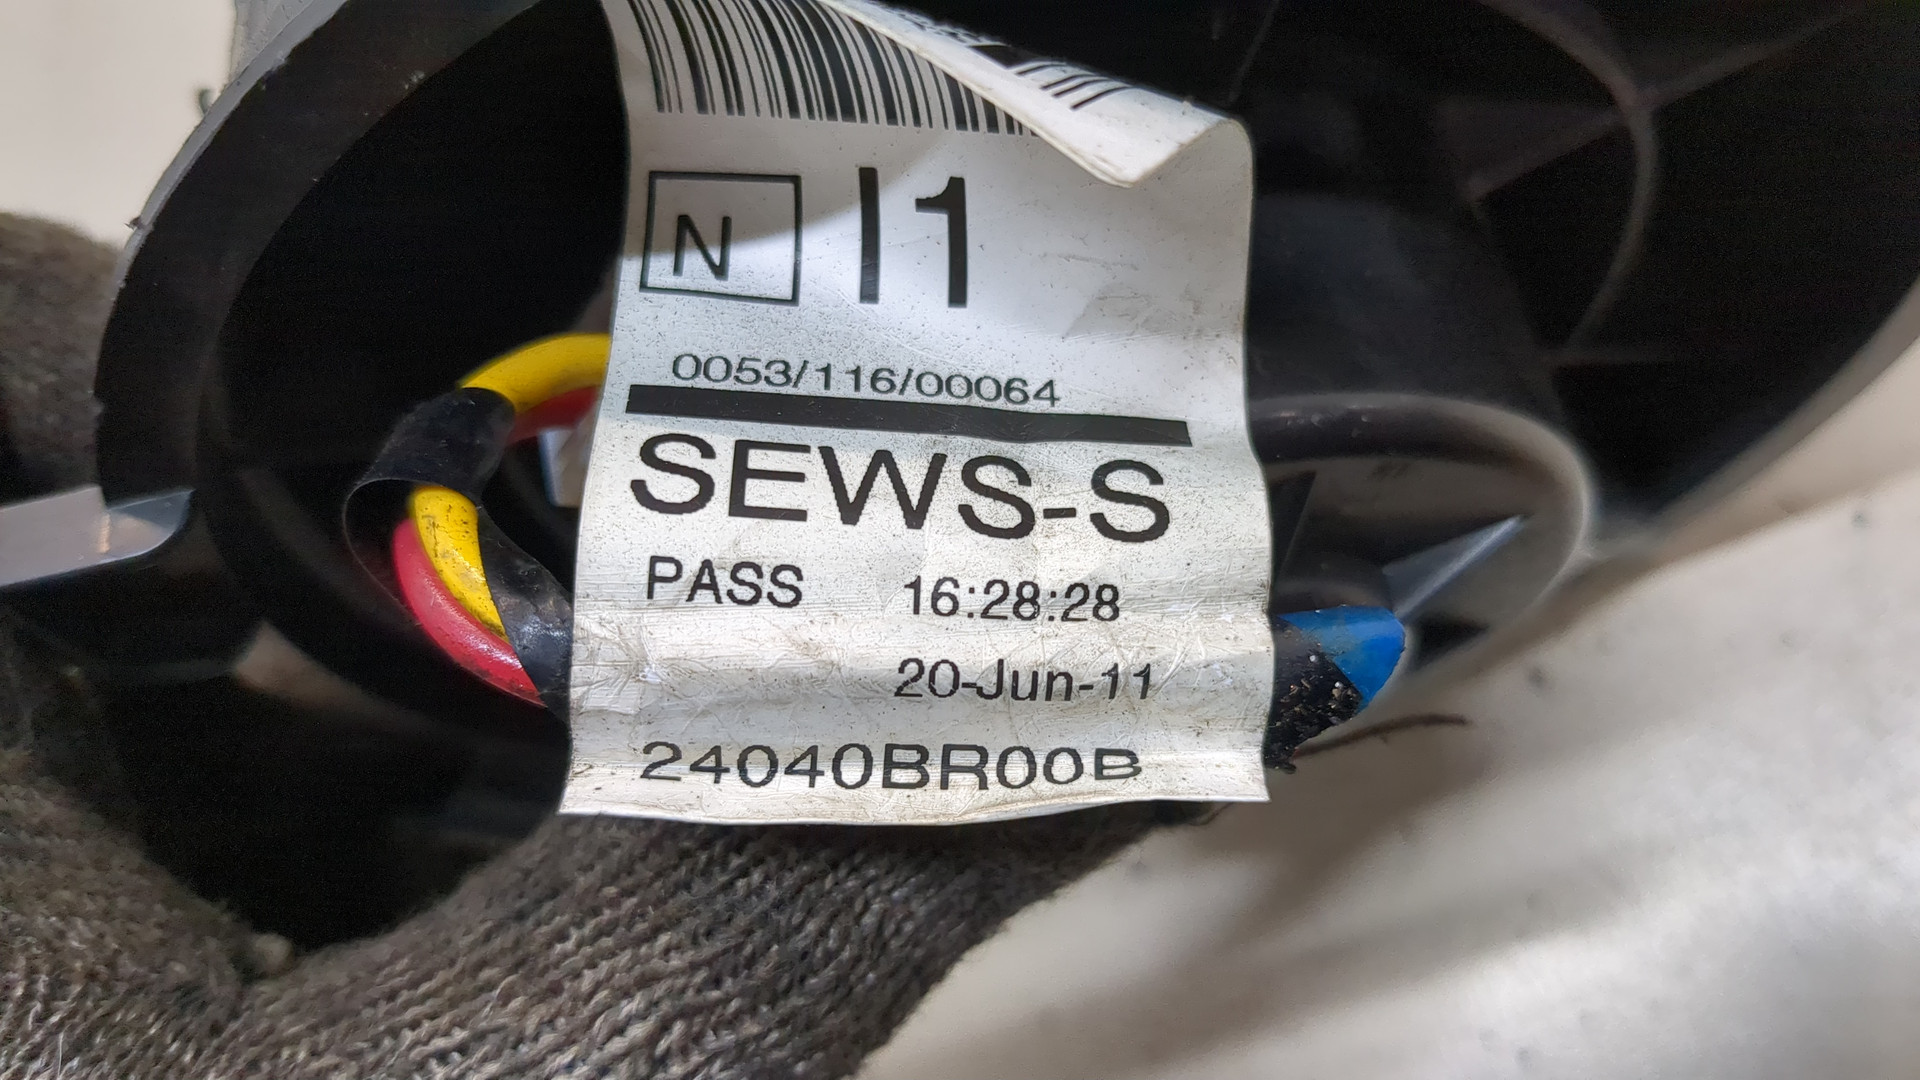 N I1
0053/116/00064
SEWS-S
PASS 16:28:28
20-Jun-11
24040BR00B